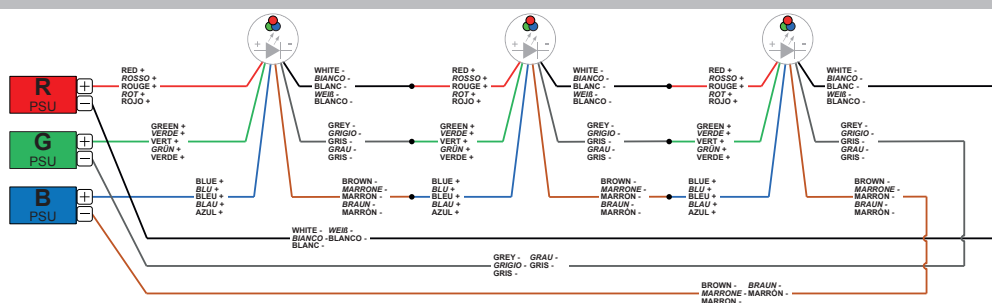 RED +
ROSSO +
ROUGE +
ROT +
ROJO +
WHITE -
BIANCO -
BLANC -
WEIß -
BLANCO -
RED +
ROSSO +
ROUGE +
ROT +
ROJO +
WHITE -
BIANCO -
BLANC -
WEIß -
BLANCO -
RED +
ROSSO +
ROUGE +
ROT +
ROJO +
WHITE -
BIANCO -
BLANC -
WEIß -
BLANCO -
R
PSU
GREEN +
VERDE +
VERT +
GRÜN +
VERDE +
GREY -
GRIGIO -
GRIS -
GRAU -
GRIS -
GREEN +
VERDE +
VERT +
GRÜN +
VERDE +
GREY -
GRIGIO -
GRIS -
GRAU -
GRIS -
GREEN +
VERDE +
VERT +
GRÜN +
VERDE +
GREY -
GRIGIO -
GRIS -
GRAU -
GRIS -
G
PSU
BLUE +
BLU +
BLEU +
BLAU +
AZUL +
BROWN -
MARRONE -
MARRON -
BRAUN -
MARRÓN -
BLUE +
BLU +
BLEU +
BLAU +
AZUL +
BROWN -
MARRONE -
MARRON -
BRAUN -
MARRÓN -
BLUE +
BLU +
BLEU +
BLAU +
AZUL +
BROWN -
MARRONE -
MARRON -
BRAUN -
MARRÓN -
B
PSU
WHITE - WEIß -
BIANCO - BLANCO -
BLANC -
GREY - GRAU -
GRIGIO - GRIS -
GRIS -
BROWN - BRAUN -
MARRONE - MARRÓN -
MARRON -